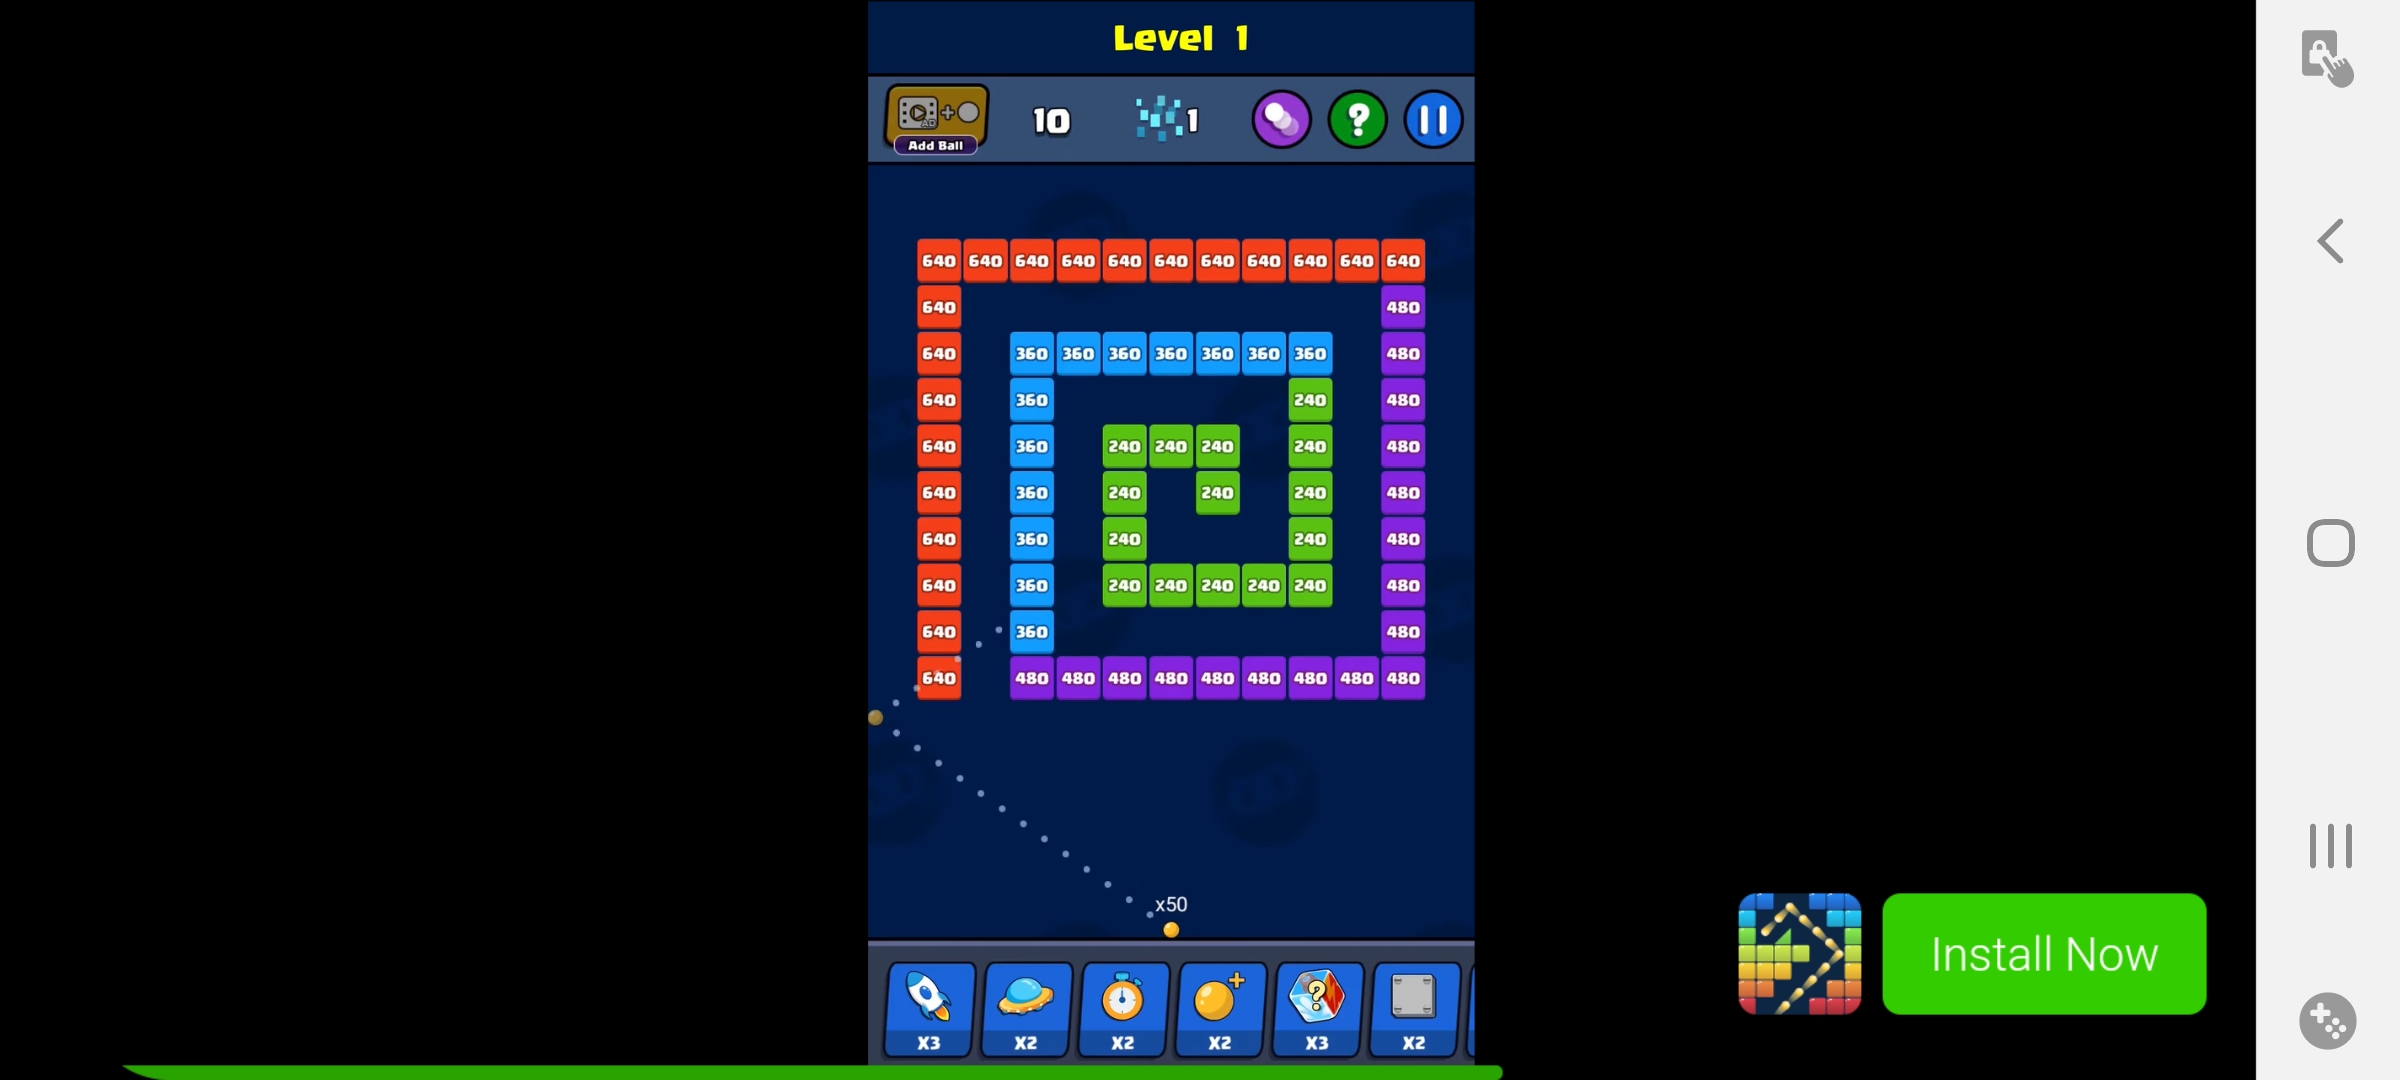 Level 1
AD
Add Ball
10
1
?
640 640 640 640 640 640 640 640 640 640 640
640 480
640 360 360 360 360 360 360 360 480
640 360 240 480
640 360 240 240 240 240 480
640 360 240 240 240 480
640 360 240 240 480
640 360 240 240 240 240 240 480
640 360 480
640 480 480 480 480 480 480 480 480 480
x50
?
X3 X2 X2 X2 X3 X2
Install Now